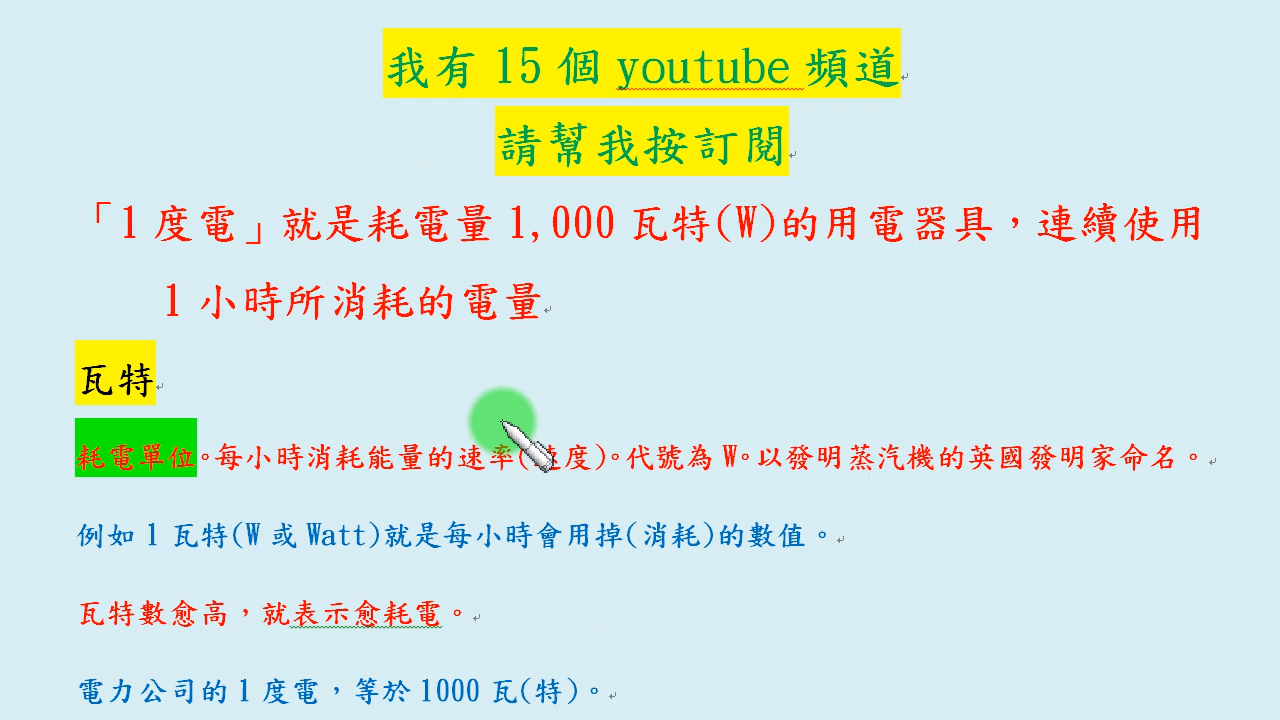 我有 15 個 youtube 頻道
請幫我按訂閱
「1 度電」就是耗電量 1,000 瓦特(W)的用電器具，連續使用
1 小時所消耗的電量
瓦特
耗電單位。每小時消耗能量的速率(速度)。代號為 W。以發明蒸汽機的英國發明家命名。
例如 1 瓦特(W 或 Watt)就是每小時會用掉(消耗)的數值。
瓦特數愈高，就表示愈耗電。
電力公司的 1 度電，等於 1000 瓦(特)。